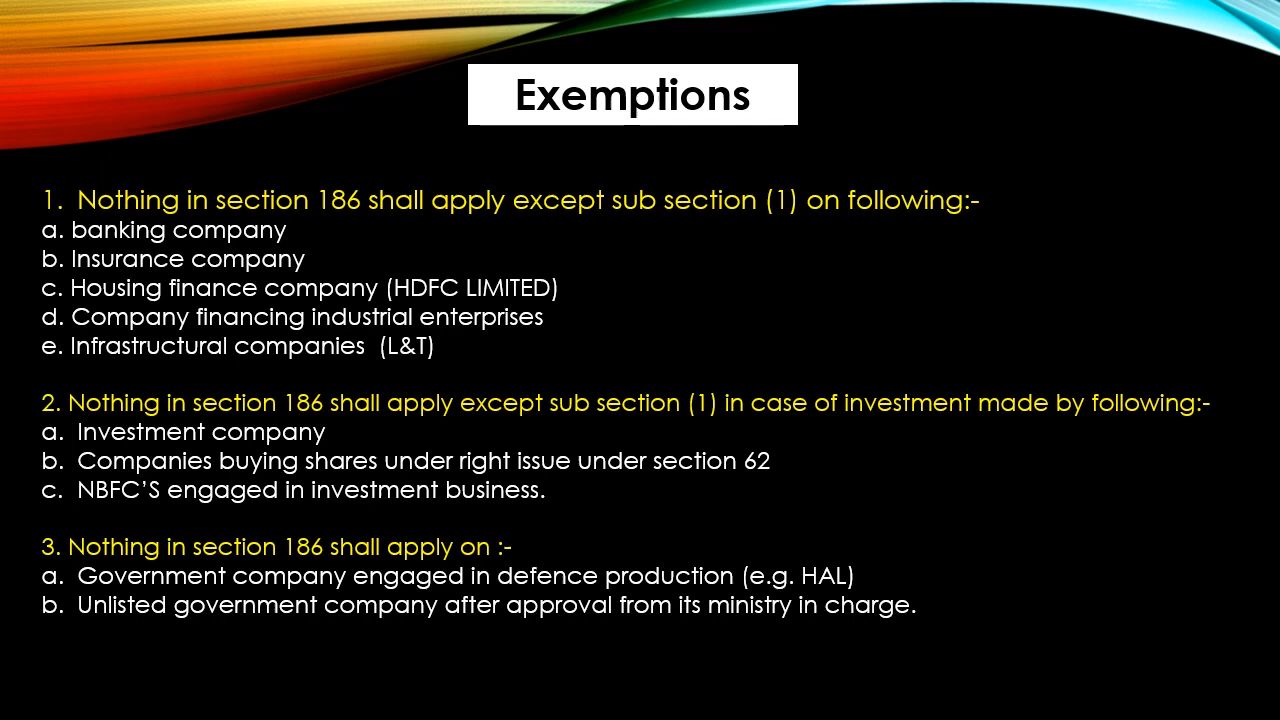 Exemptions
1. Nothing in section 186 shall apply except sub section (1) on following:-
a. banking company
b. Insurance company
c. Housing finance company (HDFC LIMITED)
d. Company financing industrial enterprises
e. Infrastructural companies (L&T)
2. Nothing in section 186 shall apply except sub section (1) in case of investment made by following:-
a. Investment company
b. Companies buying shares under right issue under section 62
c. NBFC'S engaged in investment business.
3. Nothing in section 186 shall apply on :-
a. Government company engaged in defence production (e.g. HAL)
b. Unlisted government company after approval from its ministry in charge.